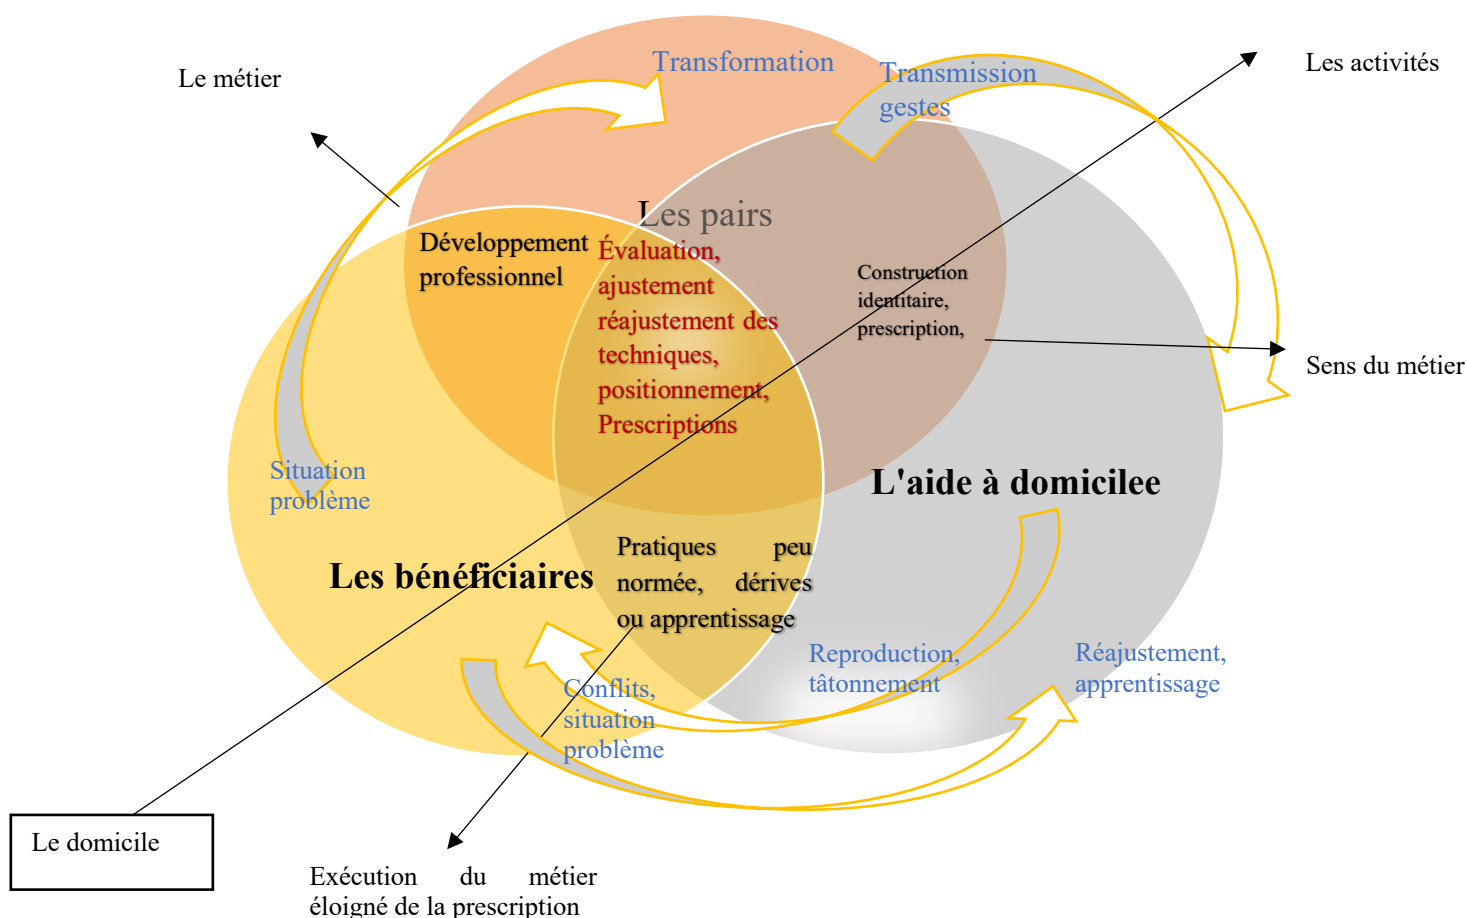 Transformation
Transmission
gestes
Les activités
Le métier
Les pairs
Développement
professionnel
Évaluation,
ajustement
réajustement des
techniques,
positionnement,
Prescriptions
Construction
identitaire,
prescription,
Sens du métier
Situation
problème
L'aide à domicilee
Les bénéficiaires
Pratiques peu
normée, dérives
ou apprentissage
Reproduction,
tâtonnement
Réajustement,
apprentissage
Conflits,
situation
problème
Le domicile
Exécution du métier
éloigné de la prescription